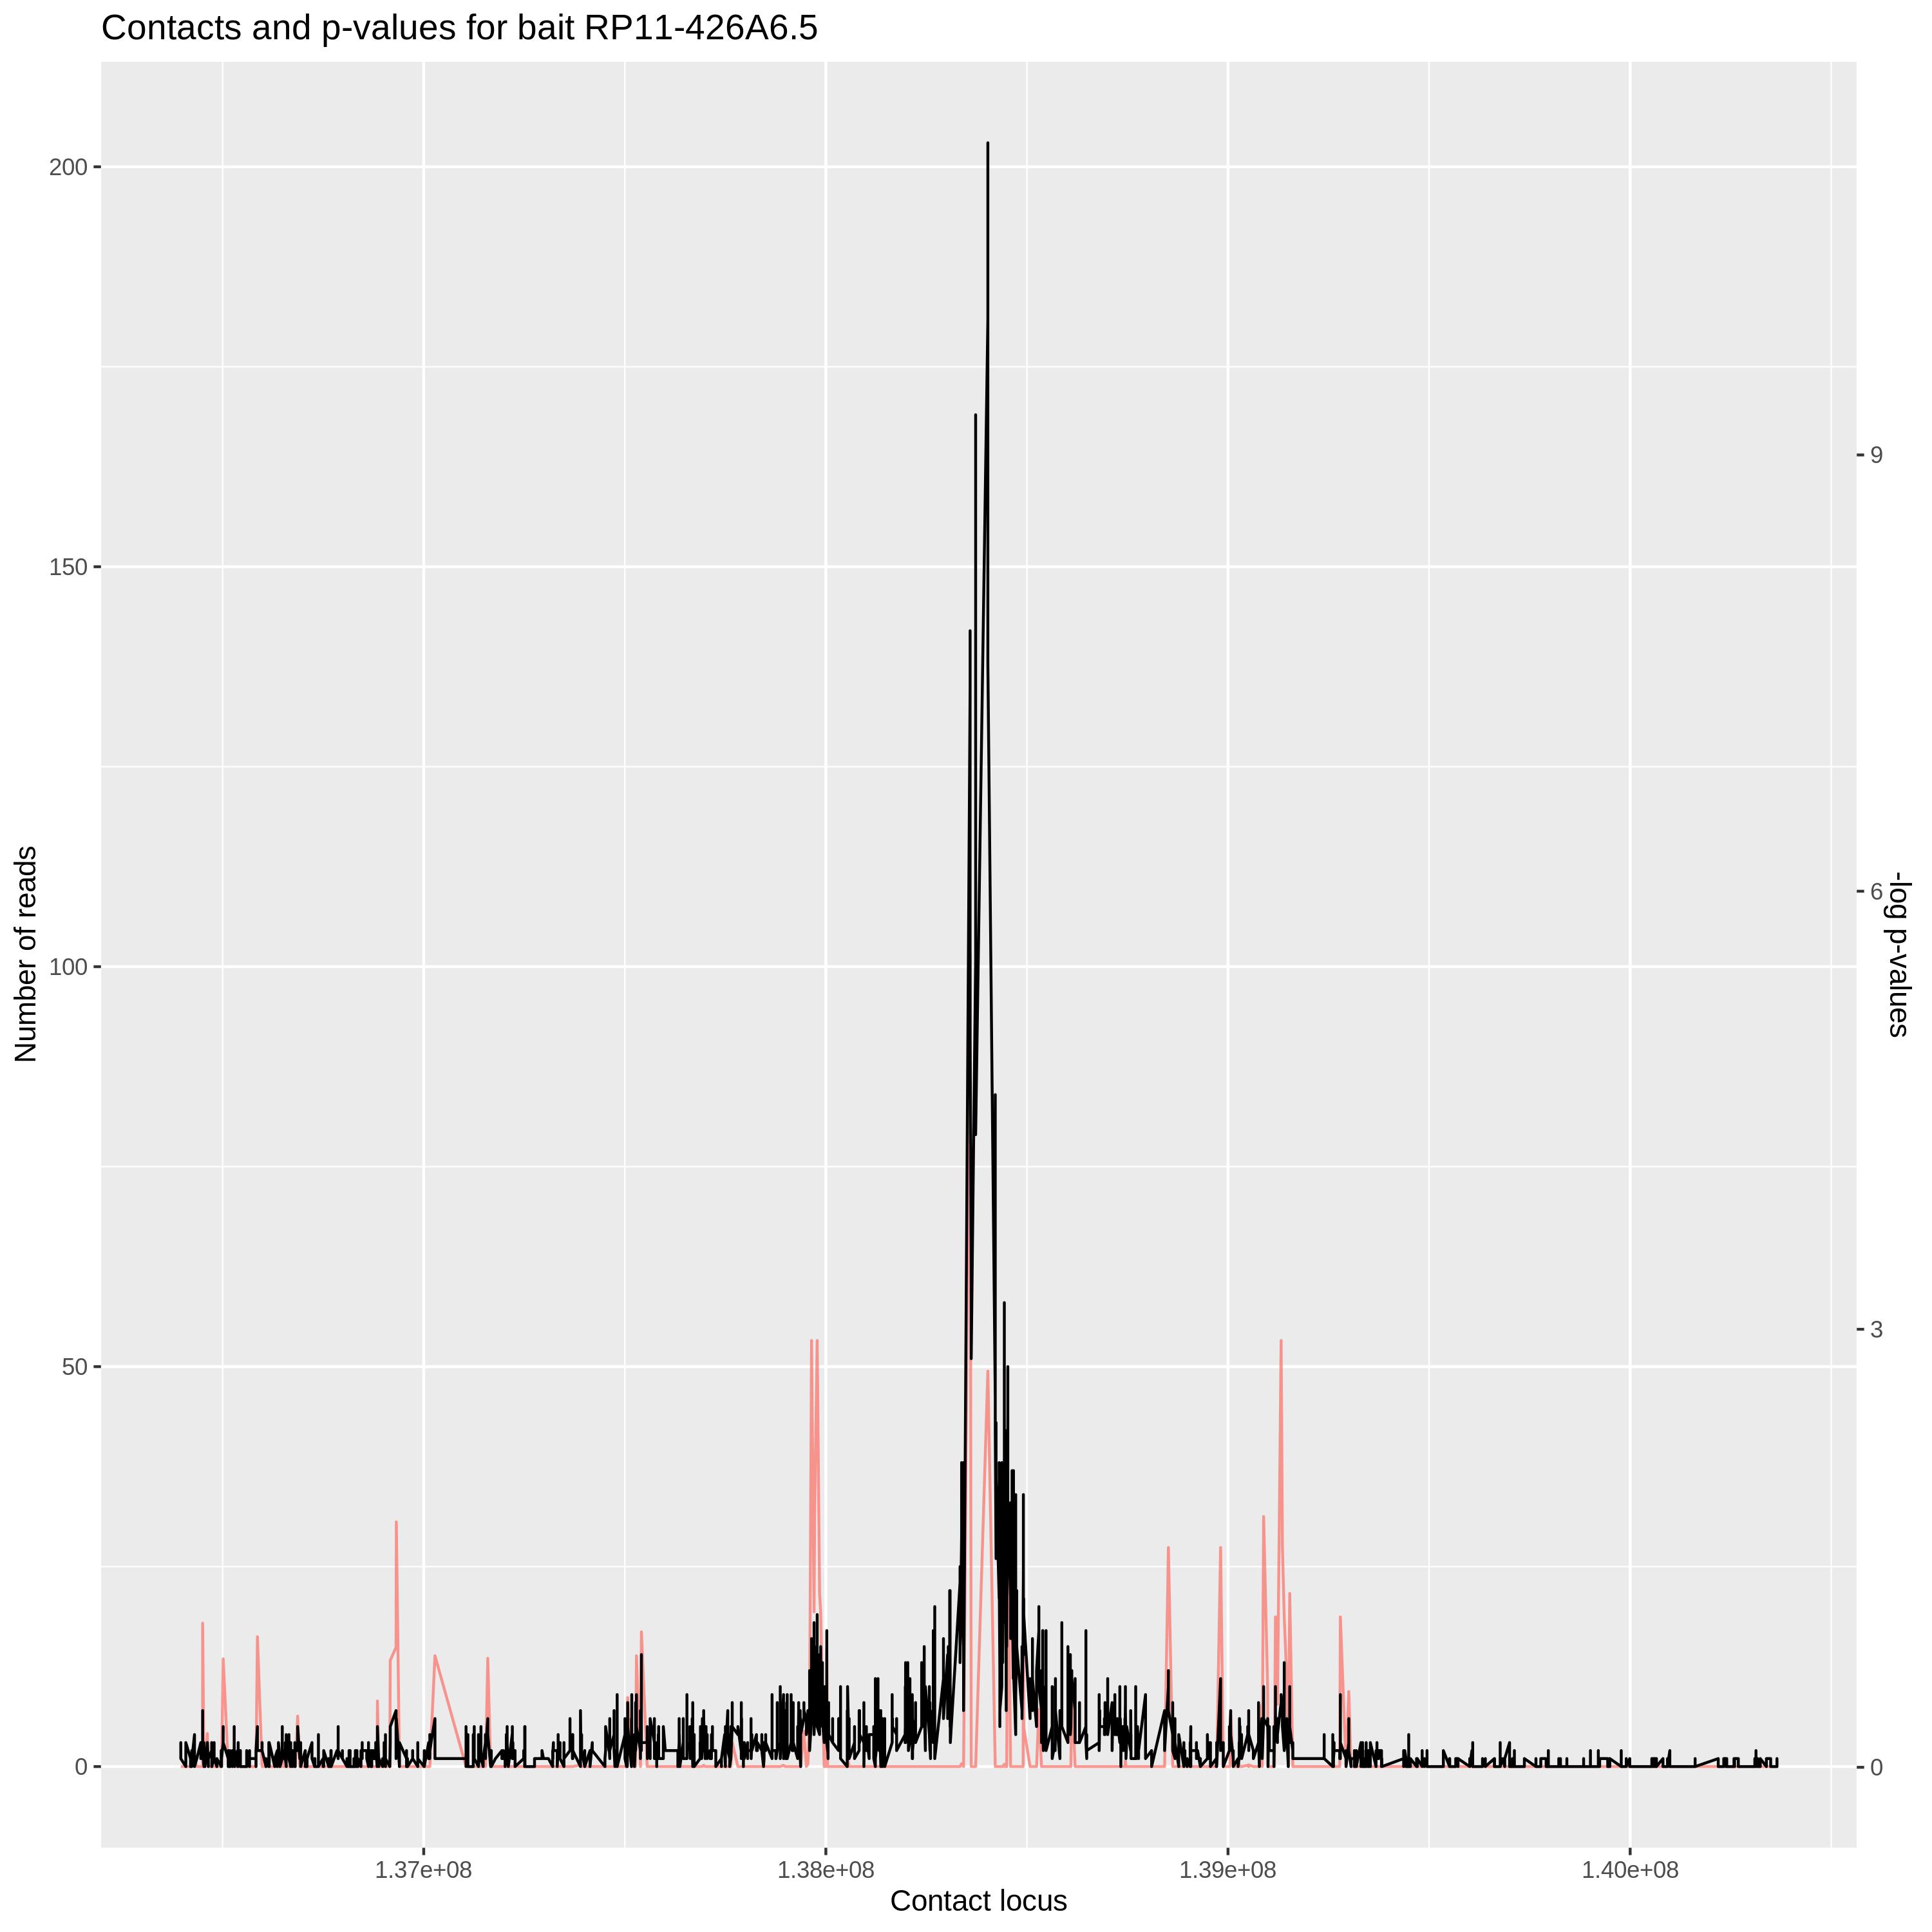 Contacts and p-values for bait RP11-426A6.5
Number of reads
200
150
100
50
0
9
6
3
0
-log p-values
1.37e+08
1.38e+08
1.39e+08
1.40e+08
Contact locus